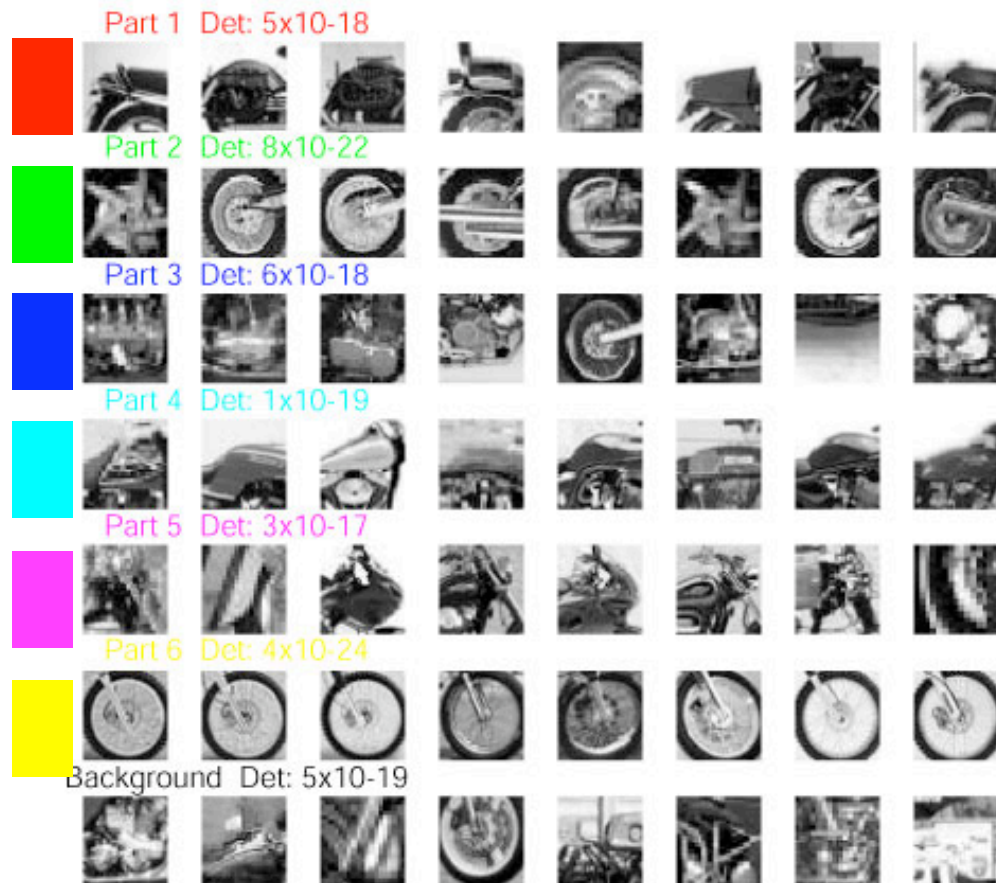 Part 1 Det: 5x10-18
Part 2 Det: 8x10-22
Part 3 Det: 6x10-18
Part 4 Det: 1x10-19
Part 5 Det: 3x10-17
Part 6 Det: 4x10-24
Background Det: 5x10-19